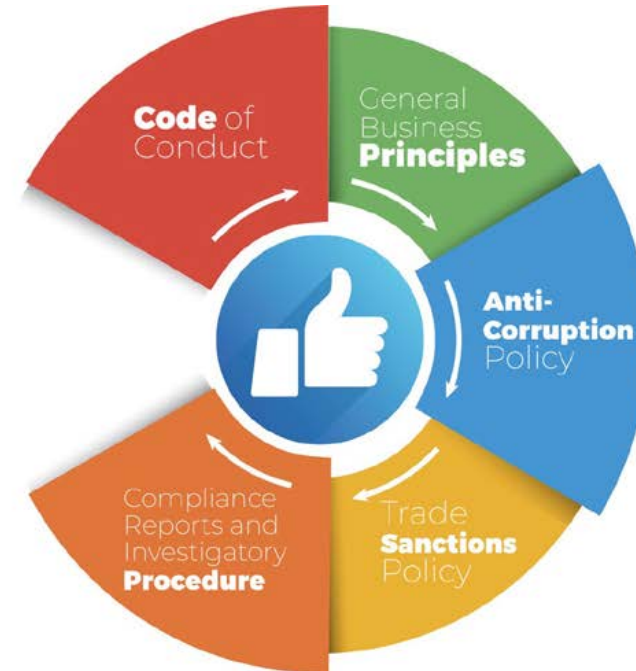 Code of
Conduct
General
Business
Principles
Anti-
Corruption
Policy
Trade
Sanctions
Policy
Compliance
Reports and
Investigatory
Procedure